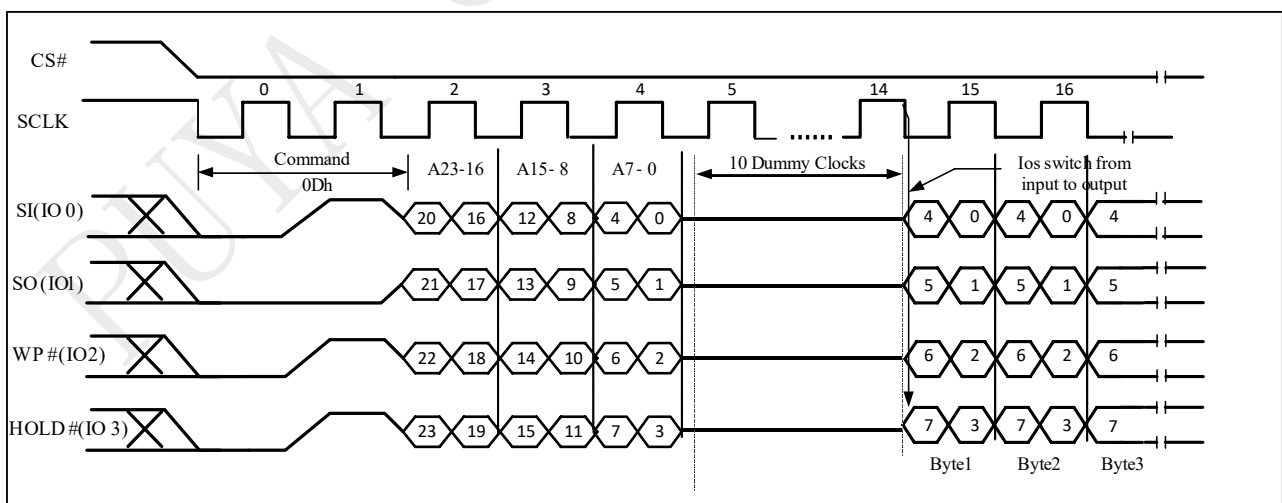 CS#
0 1 2 3 4 5 14 15 16
SCLK
Command
0Dh
A23-16 A15- 8 A7- 0
10 Dummy Clocks
Ios switch from
input to output
SI(IO 0) 20 16 12 8 4 0 4 0 4 0 4
SO(IO1) 21 17 13 9 5 1 5 1 5 1 5
WP #(IO2) 22 18 14 10 6 2 6 2 6 2 6
HOLD #(IO 3) 23 19 15 11 7 3 7 3 7 3 7
Byte1 Byte2 Byte3
PUYA